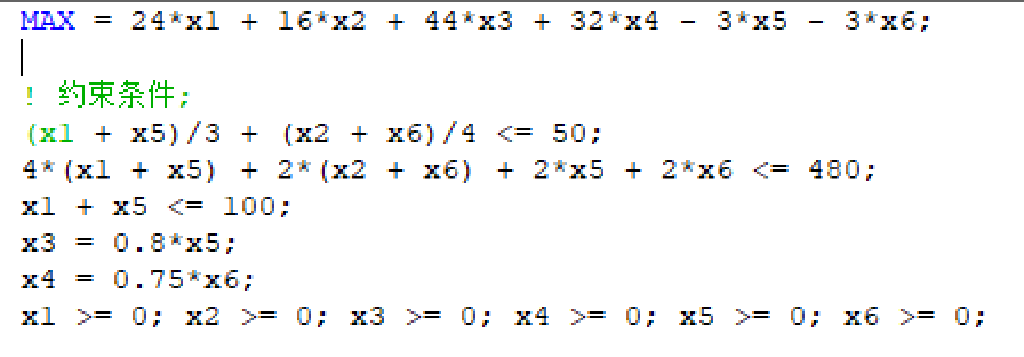 MAX = 24*x1 + 16*x2 + 44*x3 + 32*x4 - 3*x5 - 3*x6;
! 约束条件;
(x1 + x5)/3 + (x2 + x6)/4 <= 50;
4*(x1 + x5) + 2*(x2 + x6) + 2*x5 + 2*x6 <= 480;
x1 + x5 <= 100;
x3 = 0.8*x5;
x4 = 0.75*x6;
x1 >= 0; x2 >= 0; x3 >= 0; x4 >= 0; x5 >= 0; x6 >= 0;